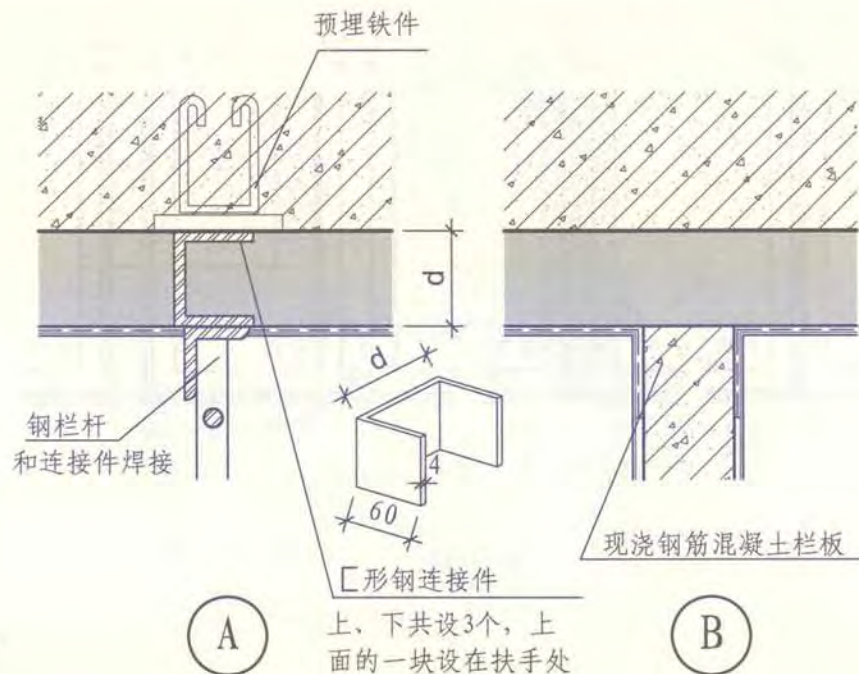 预埋铁件
d
d
4
60
钢栏杆
和连接件焊接
匚形钢连接件
上、下共设3个，上
面的一块设在扶手处
A
现浇钢筋混凝土栏板
B